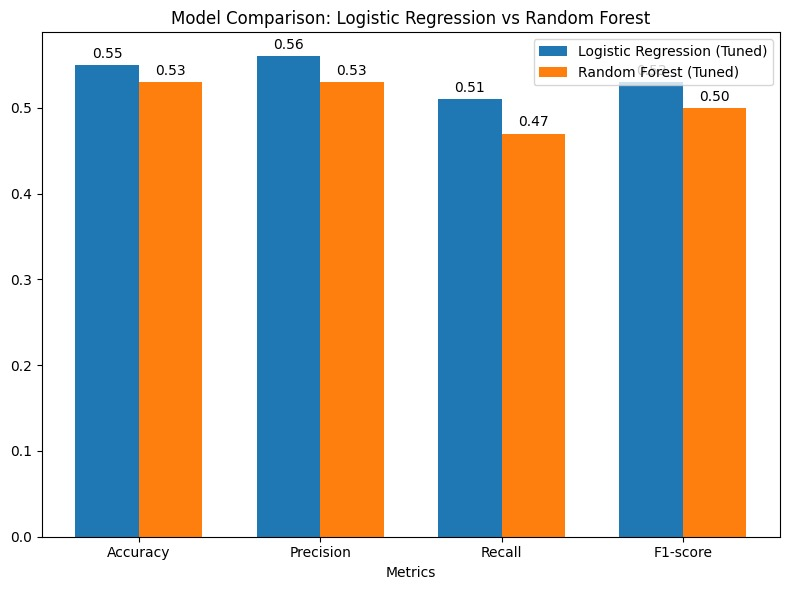 Model Comparison: Logistic Regression vs Random Forest
Logistic Regression (Tuned)
Random Forest (Tuned)
0.55
0.53
0.56
0.53
0.51
0.47
0.53
0.50
0.5
0.4
0.3
0.2
0.1
0.0
Accuracy
Precision
Recall
F1-score
Metrics